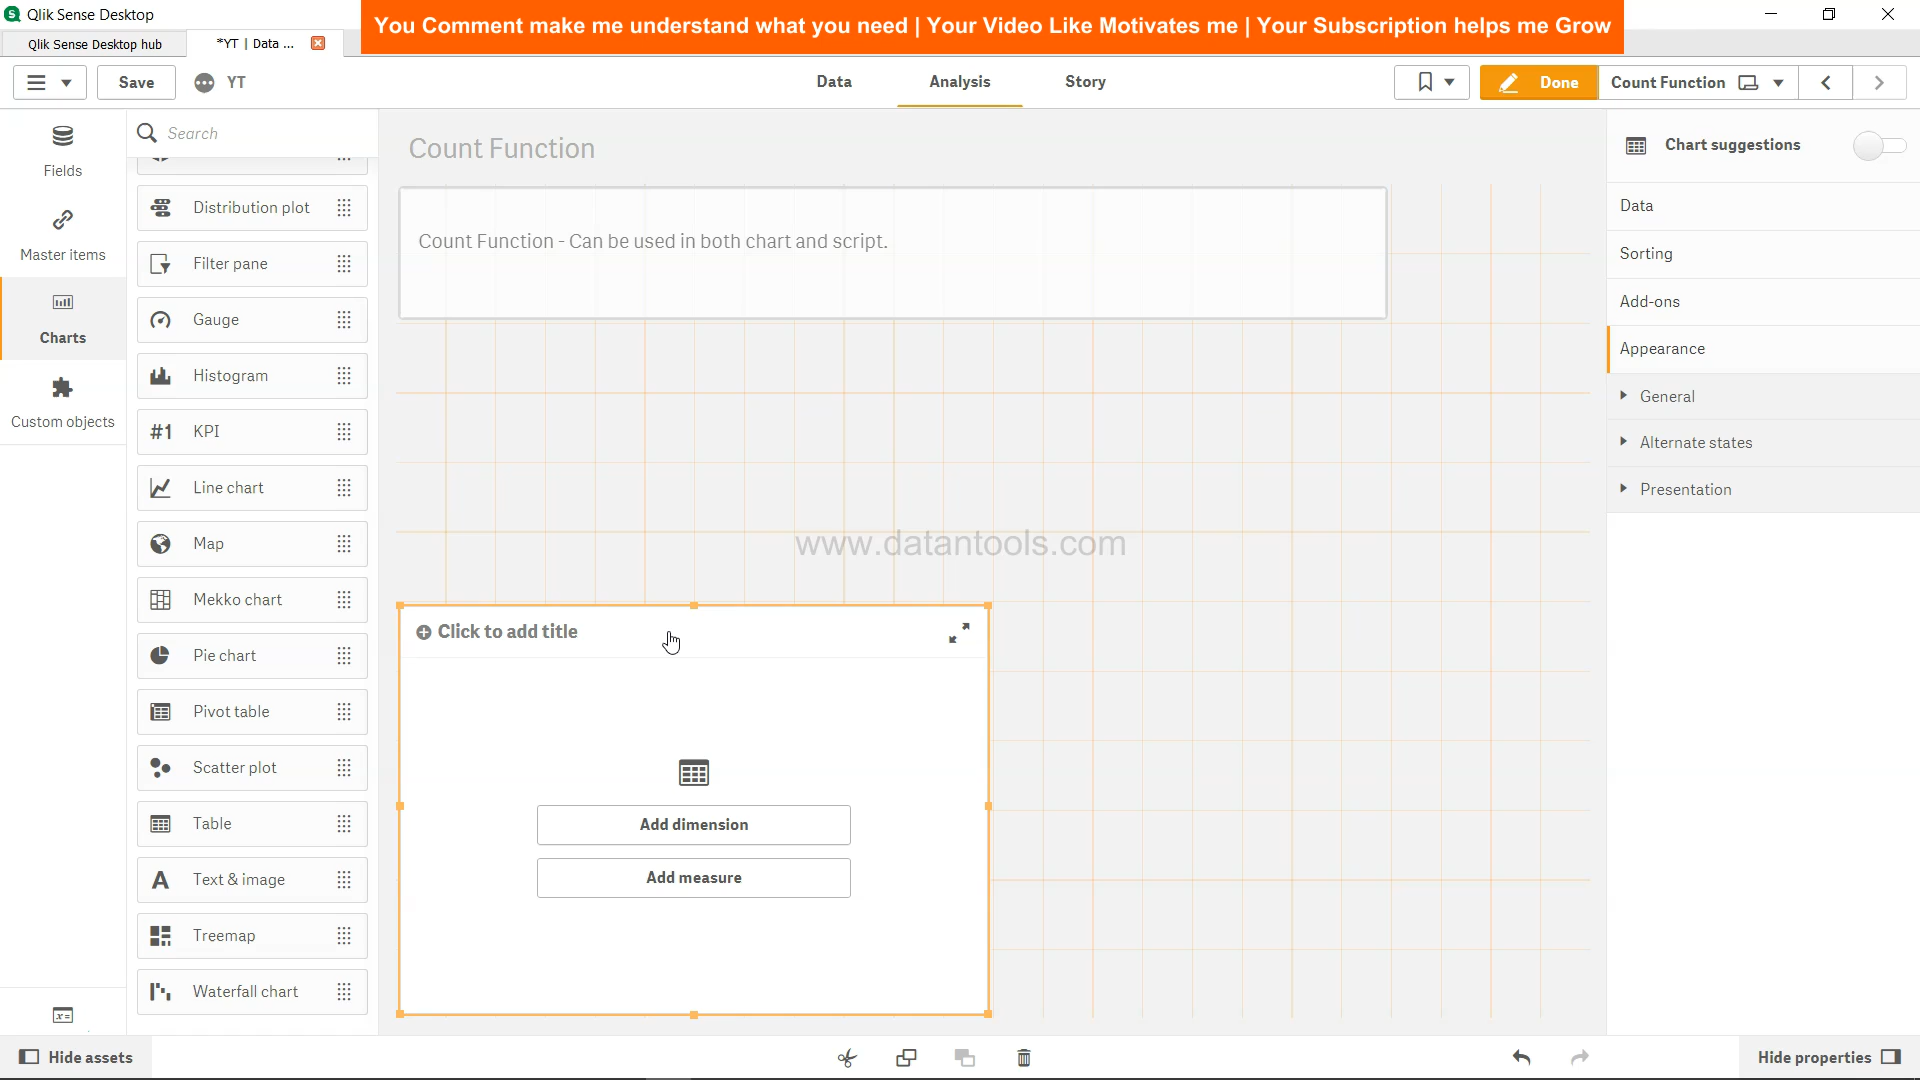 Qlik Sense Desktop
You Comment make me understand what you need | Your Video Like Motivates me | Your Subscription helps me Grow
Qlik Sense Desktop hub
*YT | Data ...
Save
YT
Data
Analysis
Story
Done
Count Function
Fields
Master items
Charts
Custom objects
Search
Distribution plot
Filter pane
Gauge
Histogram
#1 KPI
Line chart
Map
Mekko chart
Pie chart
Pivot table
Scatter plot
Table
A Text & image
Treemap
Waterfall chart
Count Function
Count Function - Can be used in both chart and script.
www.datantools.com
Click to add title
Add dimension
Add measure
Chart suggestions
Data
Sorting
Add-ons
Appearance
General
Alternate states
Presentation
Hide assets
Hide properties